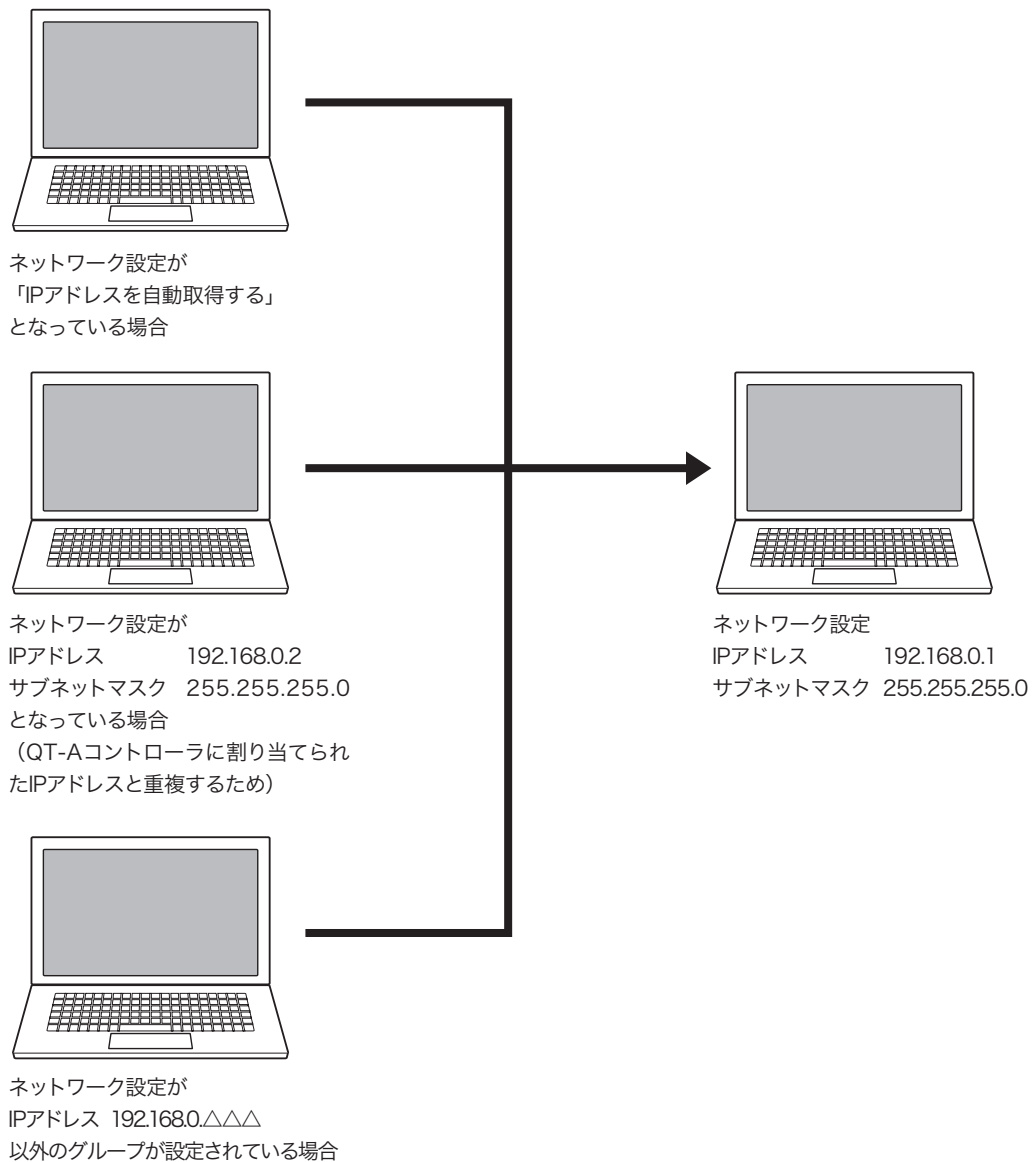 ネットワーク設定が
「IPアドレスを自動取得する」
となっている場合
ネットワーク設定が
IPアドレス 192.168.0.2
サブネットマスク 255.255.255.0
となっている場合
（QT-Aコントローラに割り当てられ
たIPアドレスと重複するため）
ネットワーク設定が
IPアドレス 192.168.0.△△△
以外のグループが設定されている場合
ネットワーク設定
IPアドレス 192.168.0.1
サブネットマスク 255.255.255.0